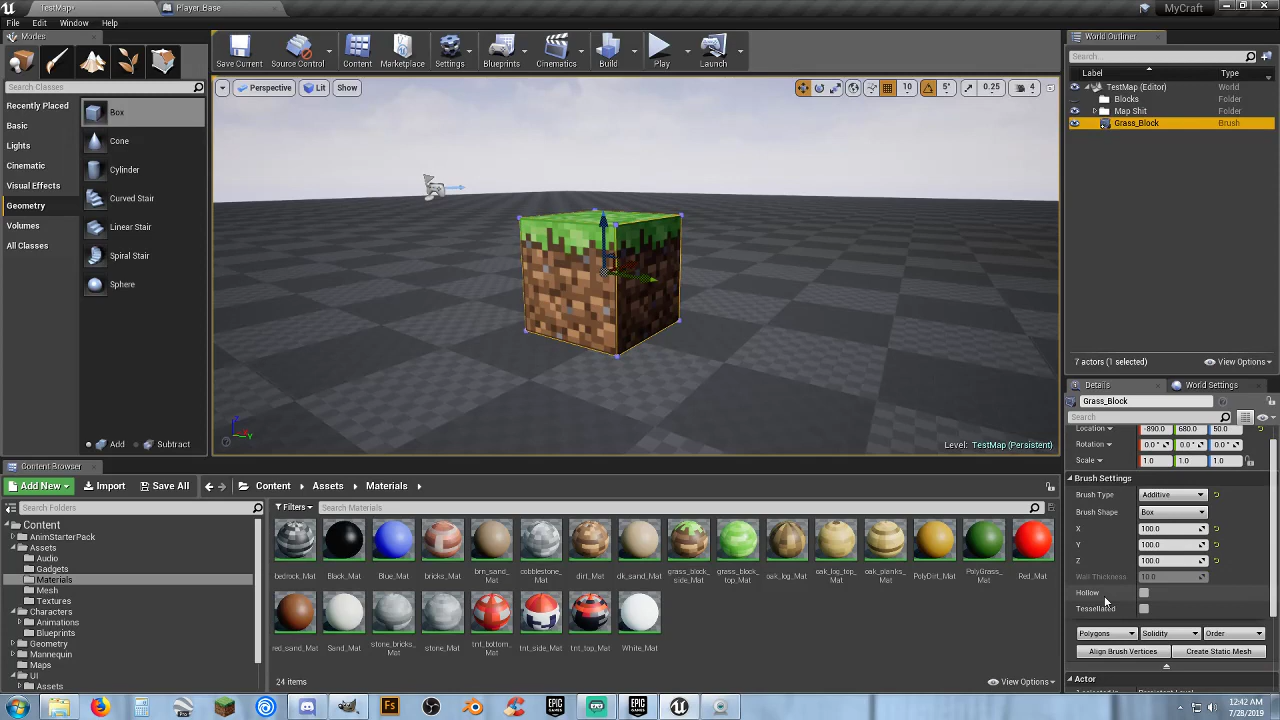 TestMap*
Player_Base
MyCraft
File Edit Window Help
Modes
Search Classes
Recently Placed
Basic
Lights
Cinematic
Visual Effects
Geometry
Volumes
All Classes
Box
Cone
Cylinder
Curved Stair
Linear Stair
Spiral Stair
Sphere
Add Subtract
Save Current Source Control Content Marketplace Settings Blueprints Cinematics Build Play Launch
Perspective Lit Show
10 5° 0.25 4
Level: TestMap (Persistent)
World Outliner
Search...
Label Type
TestMap (Editor) World
Blocks Folder
Map Shit Folder
Grass_Block Brush
7 actors (1 selected) View Options
Details World Settings
Grass_Block
Search
Location -890.0 680.0 50.0
Rotation 0.0 ° 0.0 ° 0.0 °
Scale 1.0 1.0 1.0
Brush Settings
Brush Type Additive
Brush Shape Box
X 100.0
Y 100.0
Z 100.0
Wall Thickness 10.0
Hollow
Tessellated
Polygons Solidity Order
Align Brush Vertices Create Static Mesh
Actor
Content Browser
Add New Import Save All Content Assets Materials
Search Folders
Content
AnimStarterPack
Assets
Audio
Gadgets
Materials
Mesh
Textures
Characters
Animations
Blueprints
Geometry
Mannequin
Maps
UI
Assets
Filters Search Materials
bedrock_Mat Black_Mat Blue_Mat bricks_Mat brn_sand_Mat cobblestone_Mat dirt_Mat dk_sand_Mat grass_block_side_Mat grass_block_top_Mat oak_log_Mat oak_log_top_Mat oak_planks_Mat PolyDirt_Mat PolyGrass_Mat Red_Mat
red_sand_Mat Sand_Mat stone_bricks_Mat stone_Mat tnt_bottom_Mat tnt_side_Mat tnt_top_Mat White_Mat
24 items View Options
12:42 AM
7/28/2019